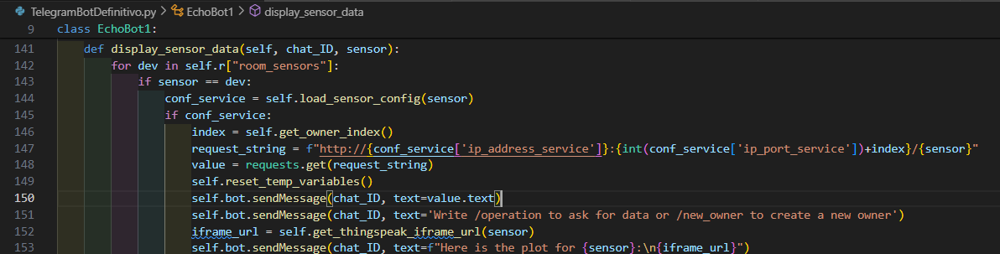 TelegramBotDefinitivo.py > EchoBot1 > display_sensor_data
9 class EchoBot1:
141 def display_sensor_data(self, chat_ID, sensor):
142 for dev in self.r["room_sensors"]:
143 if sensor == dev:
144 conf_service = self.load_sensor_config(sensor)
145 if conf_service:
146 index = self.get_owner_index()
147 request_string = f"http://{conf_service['ip_address_service']}:{int(conf_service['ip_port_service'])+index}/{sensor}"
148 value = requests.get(request_string)
149 self.reset_temp_variables()
150 self.bot.sendMessage(chat_ID, text=value.text)
151 self.bot.sendMessage(chat_ID, text='Write /operation to ask for data or /new_owner to create a new owner')
152 iframe_url = self.get_thingspeak_iframe_url(sensor)
153 self.bot.sendMessage(chat_ID, text=f"Here is the plot for {sensor}:\n{iframe_url}")